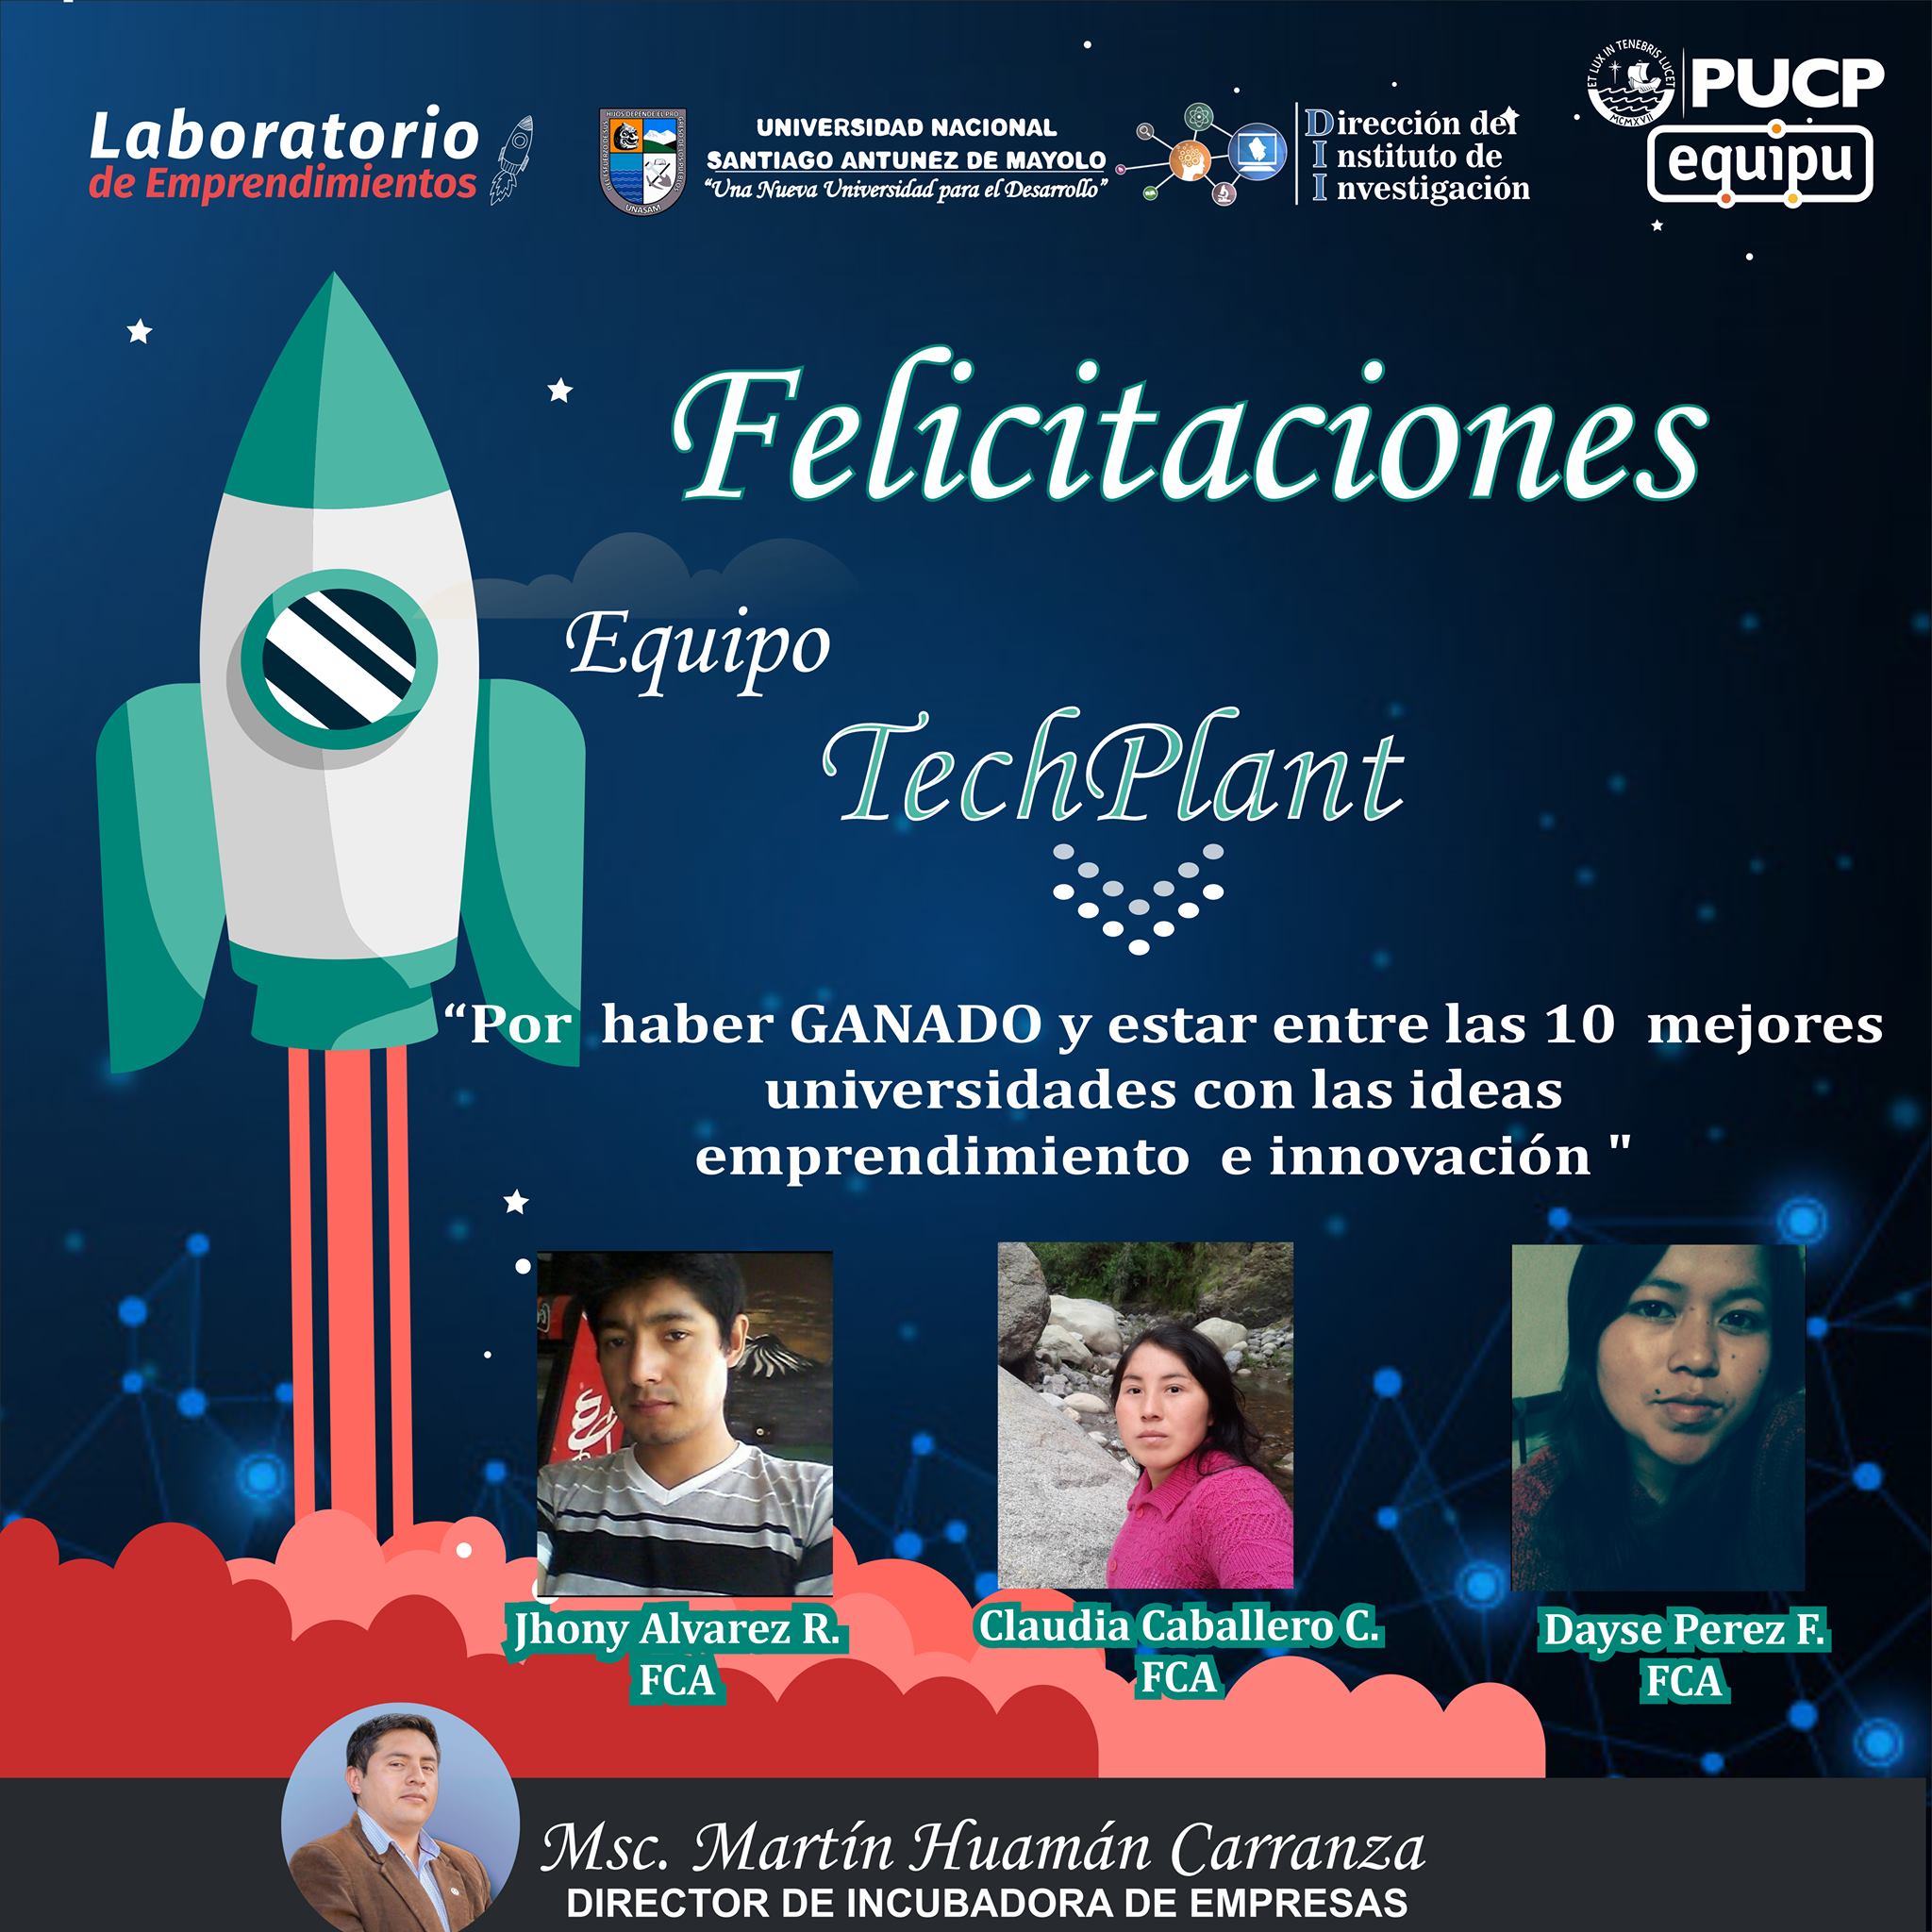 Laboratorio
de Emprendimientos
UNASAM
UNIVERSIDAD NACIONAL
SANTIAGO ANTUNEZ DE MAYOLO
“Una Nueva Universidad para el Desarrollo”
Dirección del
Instituto de
Investigación
ET LUX IN TENEBRIS LUCET
MCMXVII
PUCP
equipu
Felicitaciones
Equipo
TechPlant
“Por haber GANADO y estar entre las 10 mejores
universidades con las ideas
emprendimiento e innovación "
Jhony Alvarez R.
FCA
Claudia Caballero C.
FCA
Dayse Perez F.
FCA
Msc. Martín Huamán Carranza
DIRECTOR DE INCUBADORA DE EMPRESAS